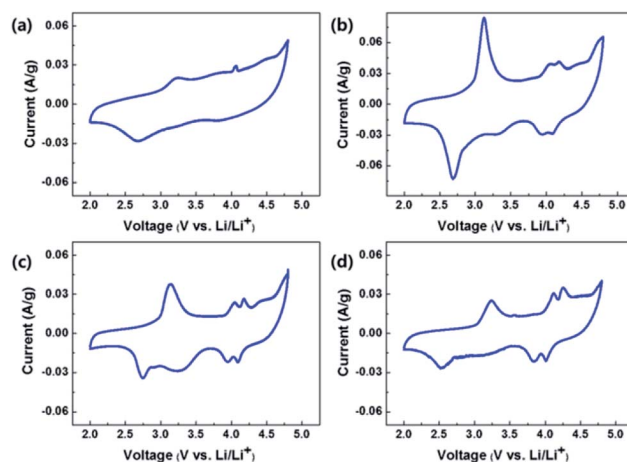 (a)
0.06
0.03
0.00
-0.03
-0.06
Current (A/g)
2.0 2.5 3.0 3.5 4.0 4.5 5.0
Voltage (V vs. Li/Li⁺)
(b)
0.06
0.03
0.00
-0.03
-0.06
Current (A/g)
2.0 2.5 3.0 3.5 4.0 4.5 5.0
Voltage (V vs. Li/Li⁺)
(c)
0.06
0.03
0.00
-0.03
-0.06
Current (A/g)
2.0 2.5 3.0 3.5 4.0 4.5 5.0
Voltage (V vs. Li/Li⁺)
(d)
0.06
0.03
0.00
-0.03
-0.06
Current (A/g)
2.0 2.5 3.0 3.5 4.0 4.5 5.0
Voltage (V vs. Li/Li⁺)